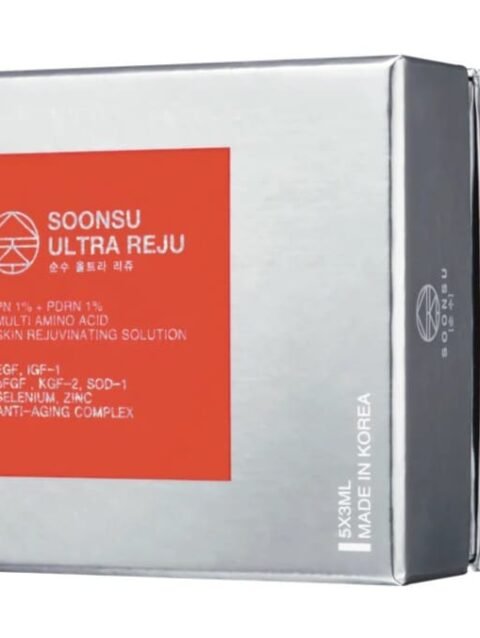 SOONSU
ULTRA REJU
순수 울트라 리쥬
PN 1% + PDRN 1%
MULTI AMINO ACID
SKIN REJUVINATING SOLUTION
EGF, IGF-1
bFGF , KGF-2, SOD-1
SELENIUM, ZINC
ANTI-AGING COMPLEX
5X3ML
MADE IN KOREA
SOONSU
[순 수]